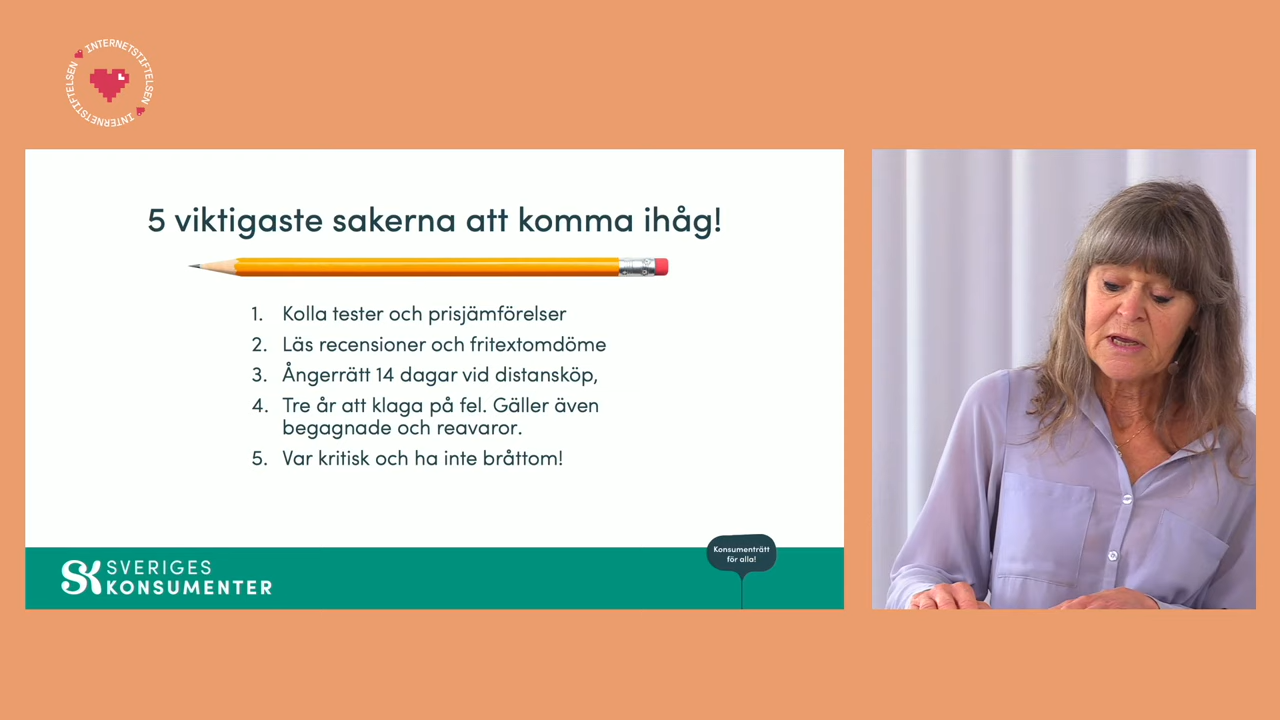 INTERNETSTIFTELSEN INTERNETSTIFTELSEN
5 viktigaste sakerna att komma ihåg!
1. Kolla tester och prisjämförelser
2. Läs recensioner och fritextomdöme
3. Ångerrätt 14 dagar vid distansköp,
4. Tre år att klaga på fel. Gäller även
begagnade och reavaror.
5. Var kritisk och ha inte bråttom!
SK SVERIGES
KONSUMENTER
Konsumenträtt
för alla!